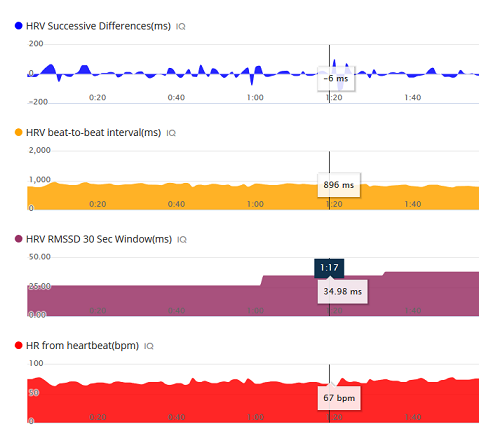 HRV Successive Differences(ms) IQ
200
0
-6 ms
-200
0:20 0:40 1:00 1:20 1:40
HRV beat-to-beat interval(ms) IQ
2,000
1,000
896 ms
0
0:20 0:40 1:00 1:20 1:40
HRV RMSSD 30 Sec Window(ms) IQ
50.00
1:17
25.00
34.98 ms
0.00
0:20 0:40 1:00 1:20 1:40
HR from heartbeat(bpm) IQ
100
50
67 bpm
0
0:20 0:40 1:00 1:20 1:40